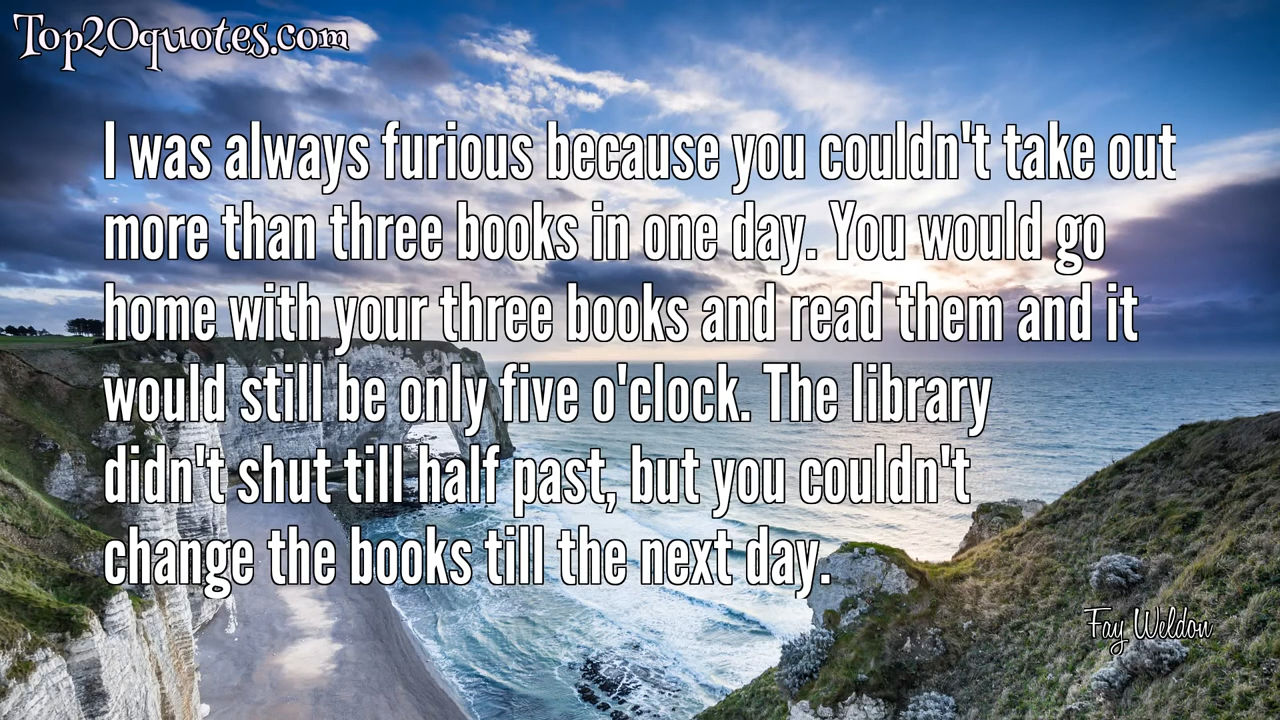 Top20quotes.com
I was always furious because you couldn't take out
more than three books in one day. You would go
home with your three books and read them and it
would still be only five o'clock. The library
didn't shut till half past, but you couldn't
change the books till the next day.
Fay Weldon